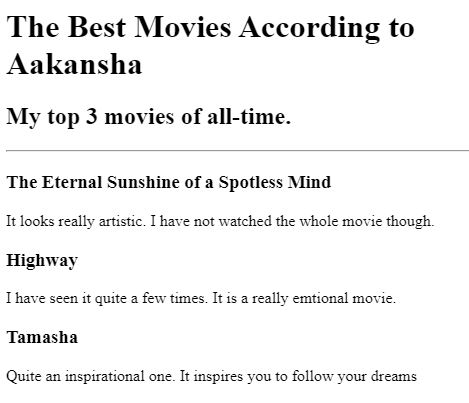 The Best Movies According to
Aakansha
My top 3 movies of all-time.
The Eternal Sunshine of a Spotless Mind
It looks really artistic. I have not watched the whole movie though.
Highway
I have seen it quite a few times. It is a really emtional movie.
Tamasha
Quite an inspirational one. It inspires you to follow your dreams